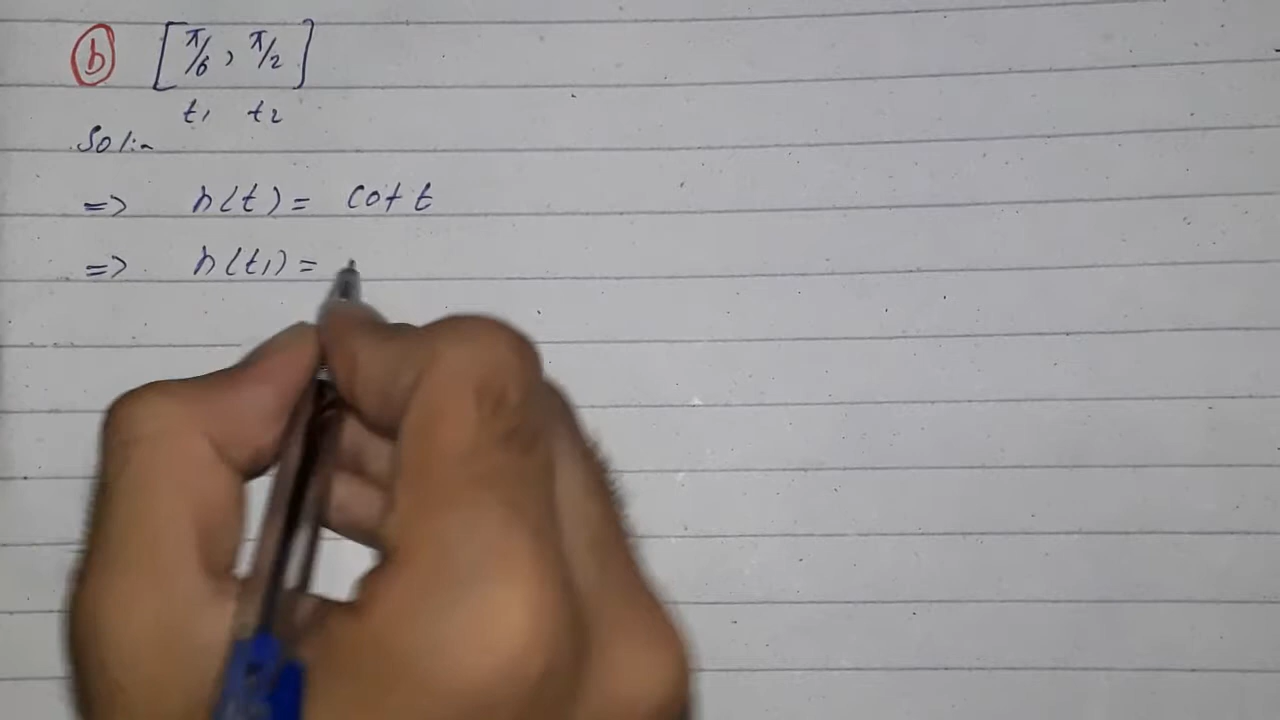 b [π/6, π/2]
t1 t2
Sol:-
=> h(t) = cot t
=> h(t1) =